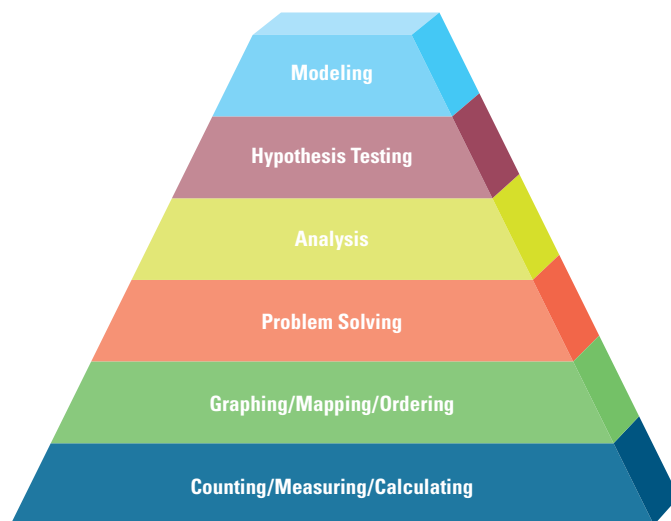 Modeling
Hypothesis Testing
Analysis
Problem Solving
Graphing/Mapping/Ordering
Counting/Measuring/Calculating